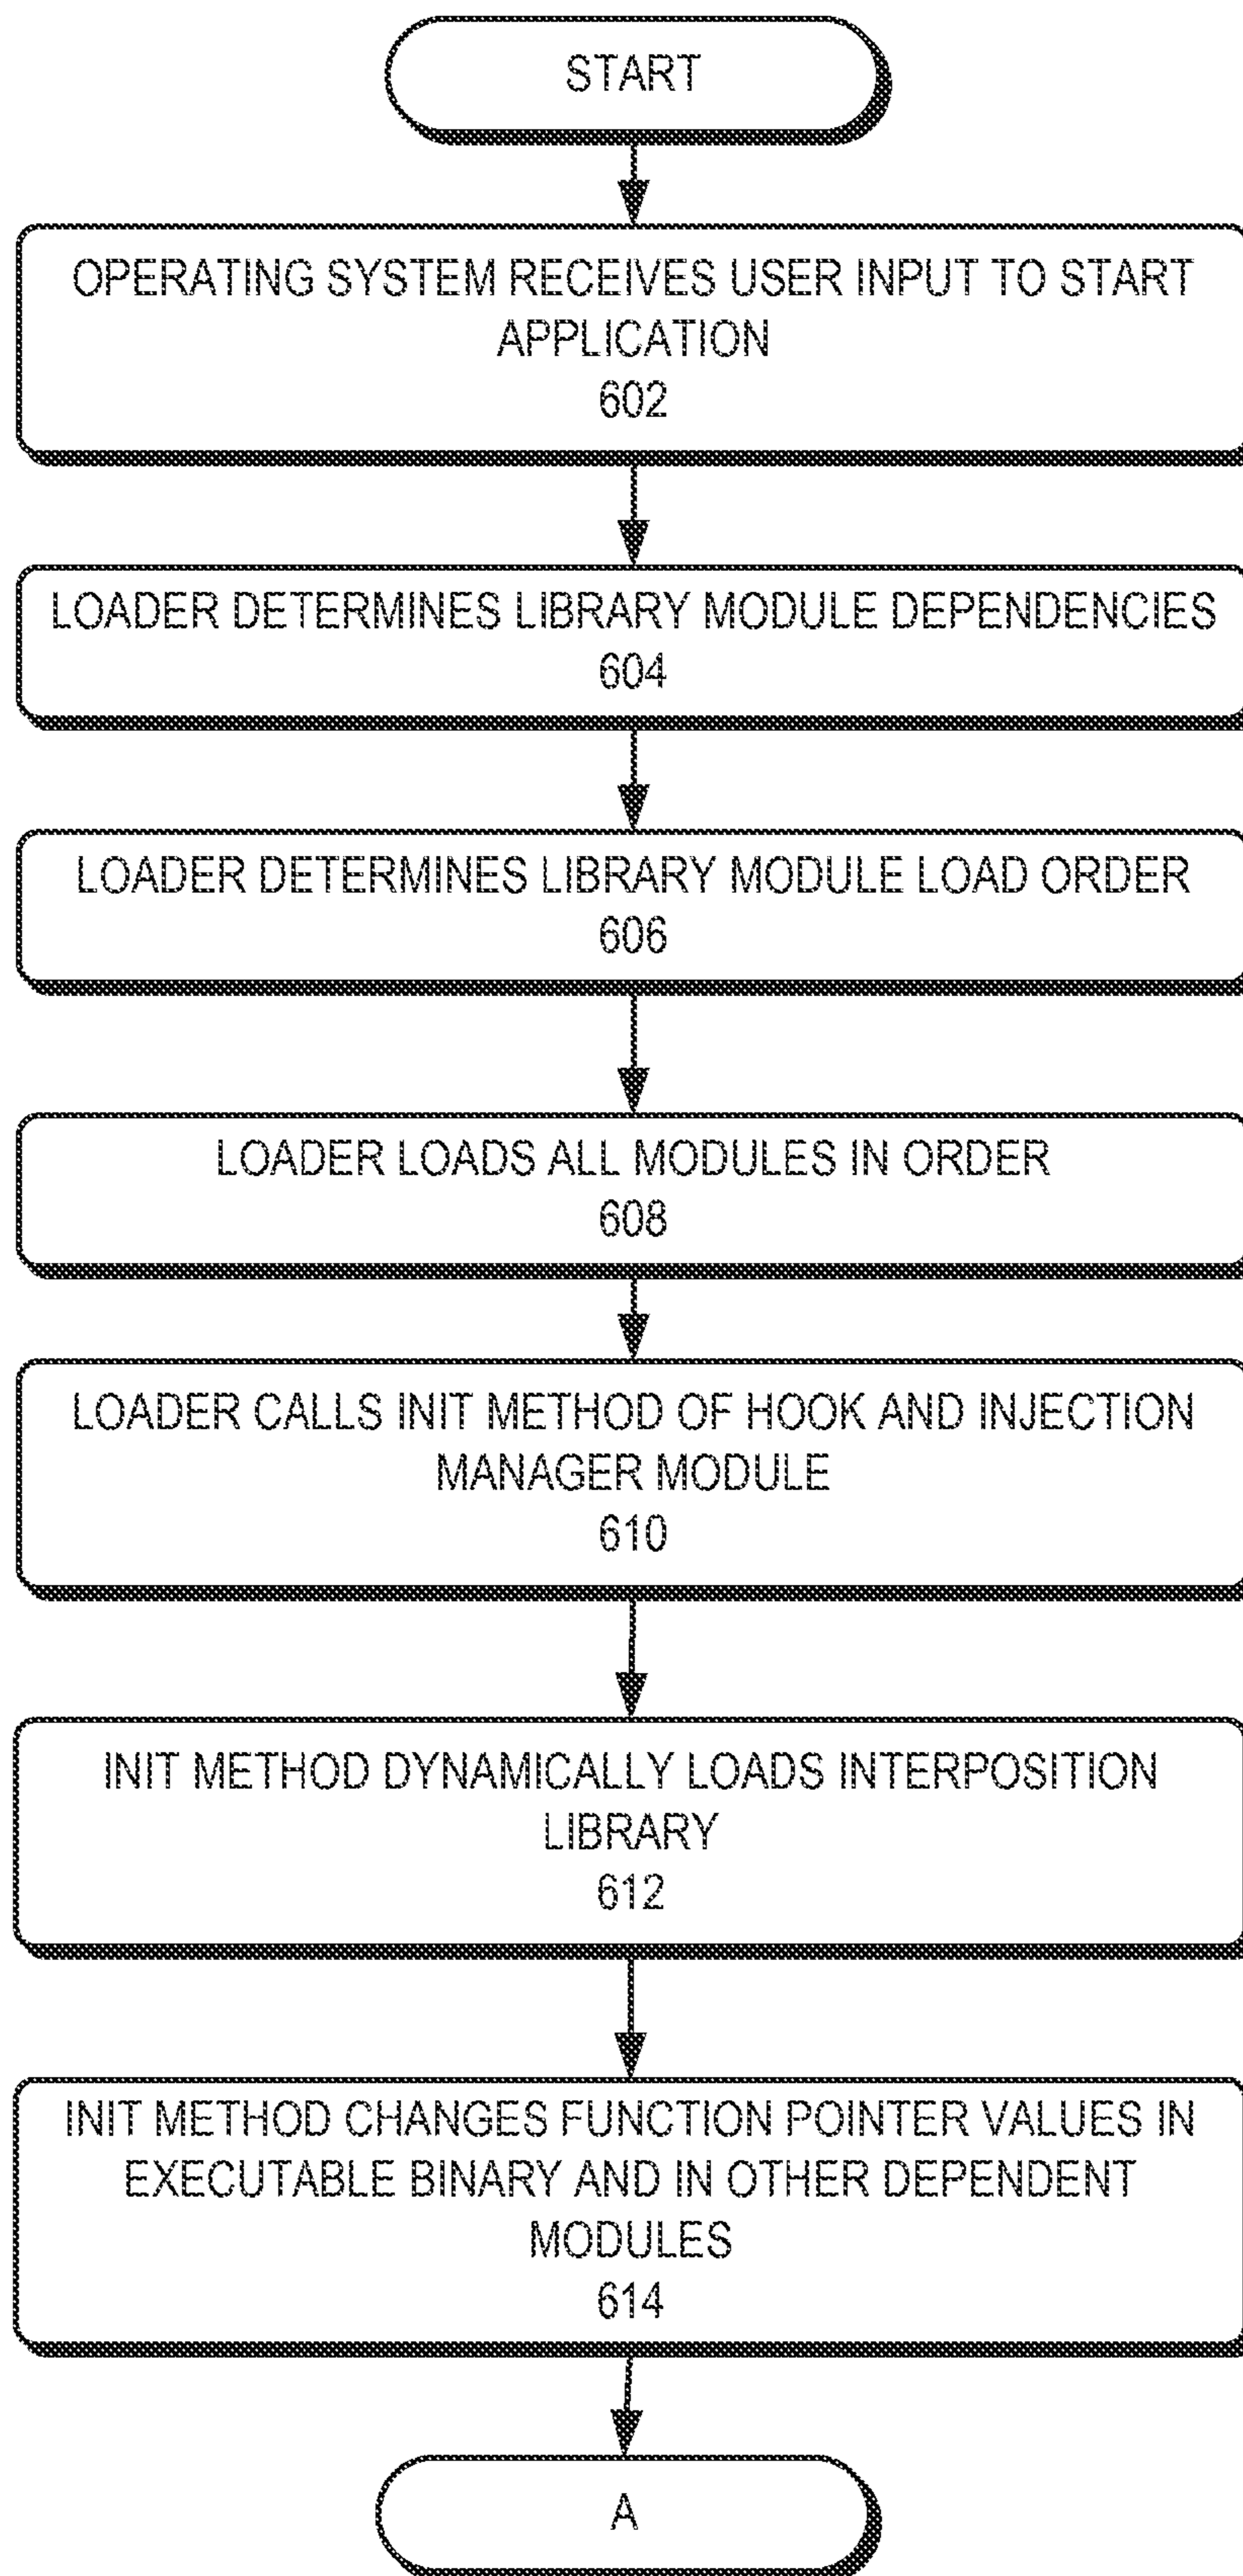 START
OPERATING SYSTEM RECEIVES USER INPUT TO START
APPLICATION
602
LOADER DETERMINES LIBRARY MODULE DEPENDENCIES
604
LOADER DETERMINES LIBRARY MODULE LOAD ORDER
606
LOADER LOADS ALL MODULES IN ORDER
608
LOADER CALLS INIT METHOD OF HOOK AND INJECTION
MANAGER MODULE
610
INIT METHOD DYNAMICALLY LOADS INTERPOSITION
LIBRARY
612
INIT METHOD CHANGES FUNCTION POINTER VALUES IN
EXECUTABLE BINARY AND IN OTHER DEPENDENT
MODULES
614
A